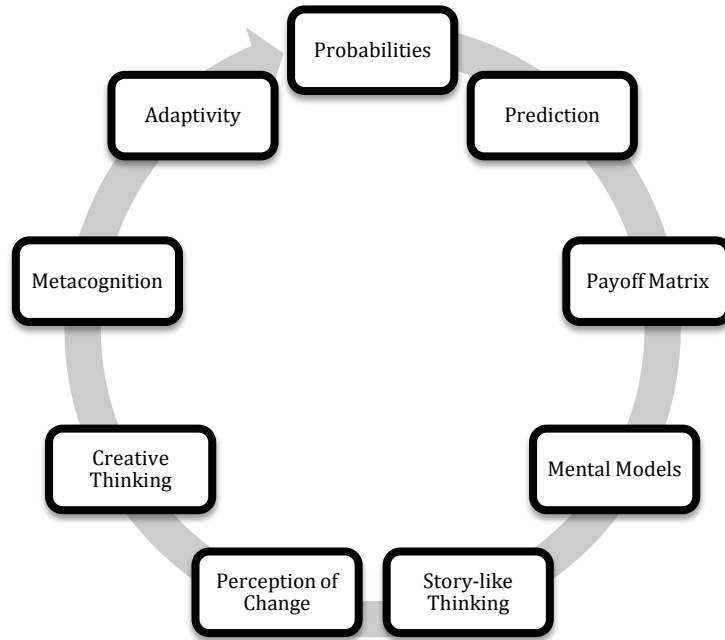 Probabilities
Prediction
Payoff Matrix
Mental Models
Story-like
Thinking
Perception of
Change
Creative
Thinking
Metacognition
Adaptivity